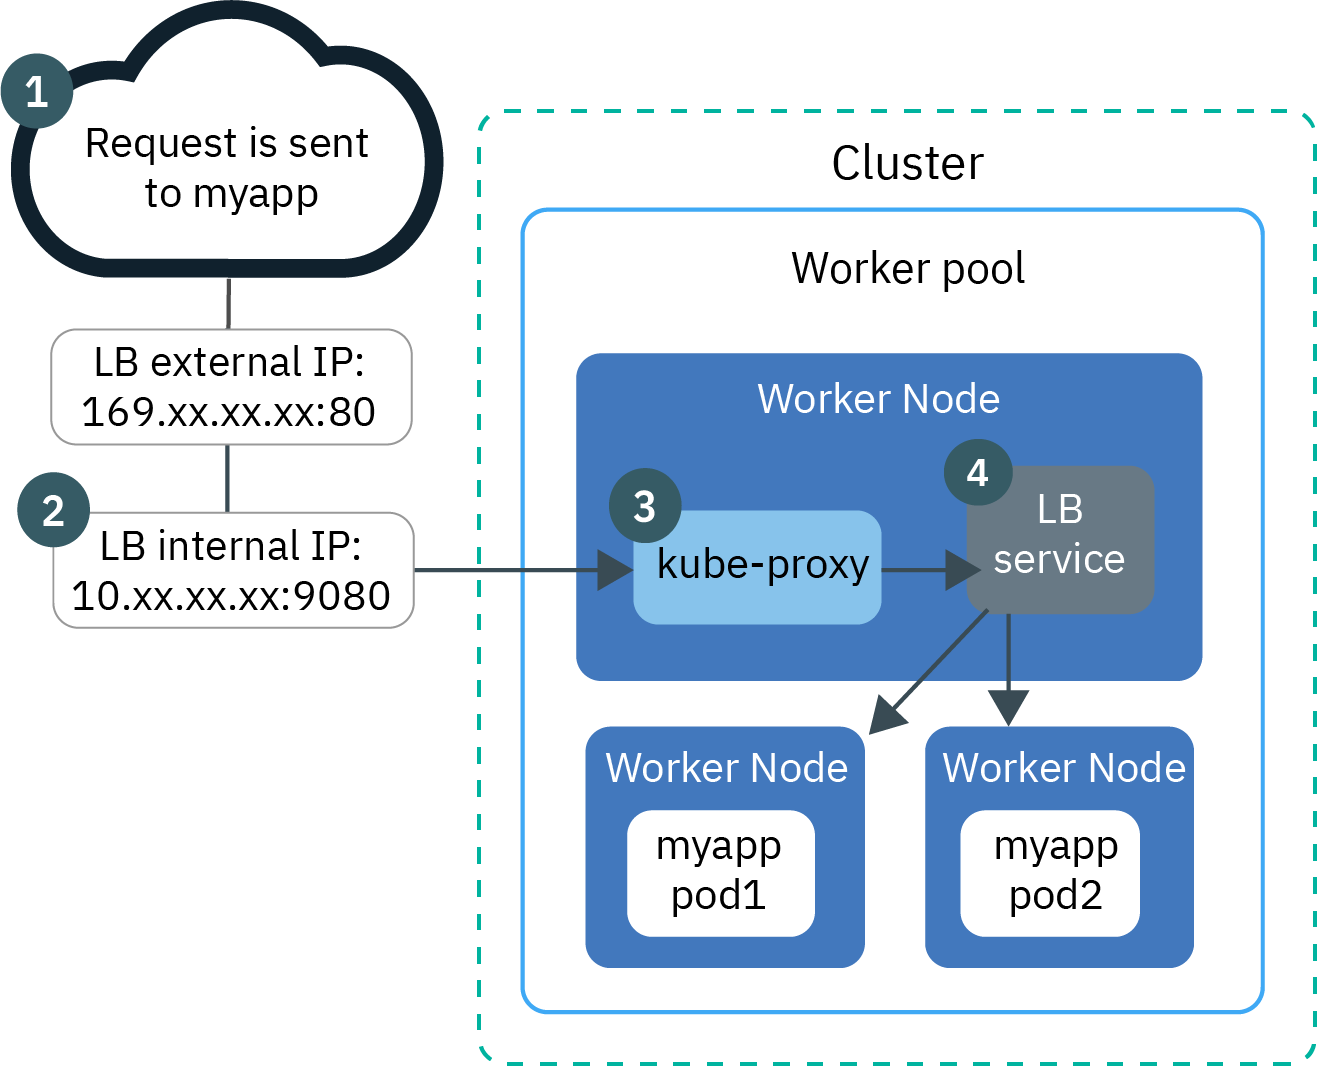 1
Request is sent
to myapp
LB external IP:
169.xx.xx.xx:80
2
LB internal IP:
10.xx.xx.xx:9080
Cluster
Worker pool
Worker Node
3
kube-proxy
4
LB
service
Worker Node
myapp
pod1
Worker Node
myapp
pod2